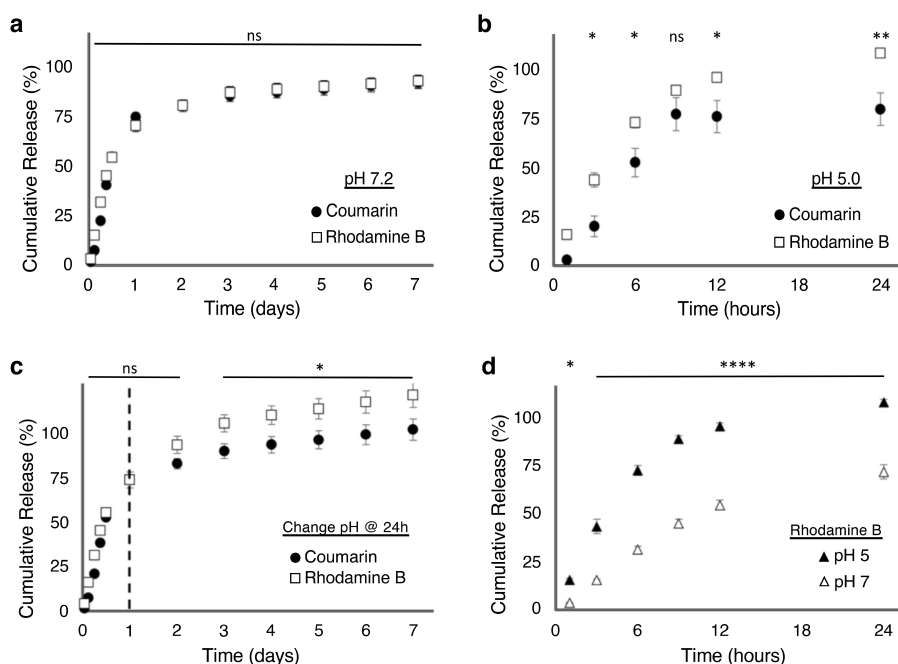 a
ns
Cumulative Release (%)
100
75
50
25
0
pH 7.2
Coumarin
Rhodamine B
0 1 2 3 4 5 6 7
Time (days)
b
* * ns * **
Cumulative Release (%)
100
75
50
25
0
pH 5.0
Coumarin
Rhodamine B
0 6 12 18 24
Time (hours)
c
ns *
Cumulative Release (%)
100
75
50
25
0
Change pH @ 24h
Coumarin
Rhodamine B
0 1 2 3 4 5 6 7
Time (days)
d
* ****
Cumulative Release (%)
100
75
50
25
0
Rhodamine B
pH 5
pH 7
0 6 12 18 24
Time (hours)